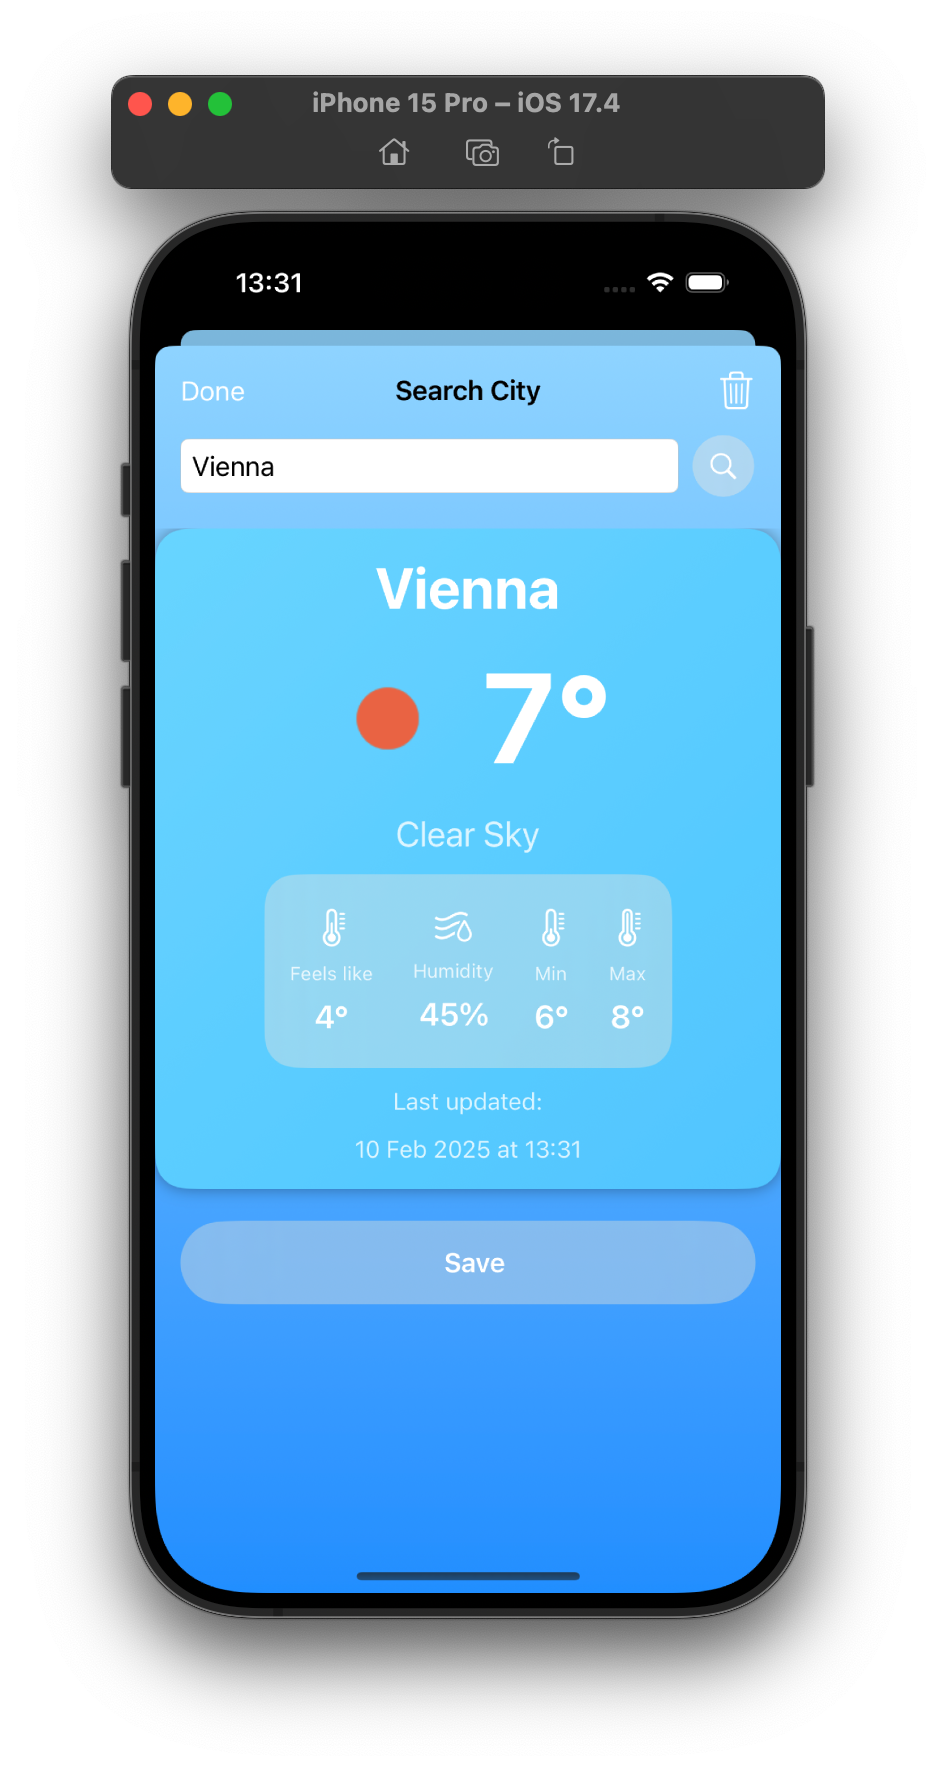 iPhone 15 Pro – iOS 17.4
13:31
Done Search City
Vienna
Vienna
7°
Clear Sky
Feels like Humidity Min Max
4° 45% 6° 8°
Last updated:
10 Feb 2025 at 13:31
Save